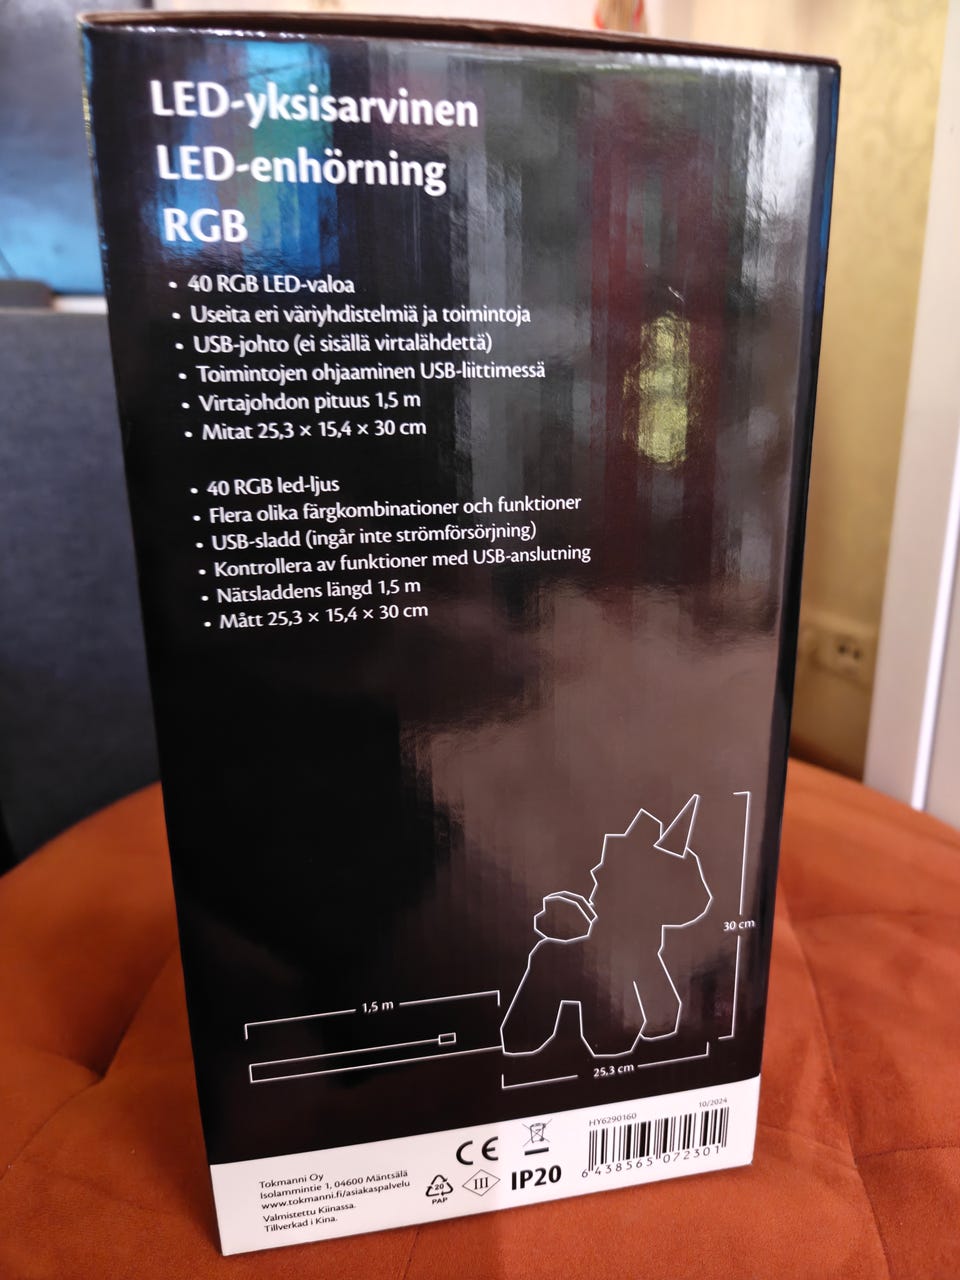 LED-yksisarvinen
LED-enhörning
RGB
• 40 RGB LED-valoa
• Useita eri väriyhdistelmiä ja toimintoja
• USB-johto (ei sisällä virtalähdettä)
• Toimintojen ohjaaminen USB-liittimessä
• Virtajohdon pituus 1,5 m
• Mitat 25,3 × 15,4 × 30 cm
• 40 RGB led-ljus
• Flera olika färgkombinationer och funktioner
• USB-sladd (ingår inte strömförsörjning)
• Kontrollera av funktioner med USB-anslutning
• Nätsladdens längd 1,5 m
• Mått 25,3 × 15,4 × 30 cm
30 cm
1,5 m
25,3 cm
Tokmanni Oy
Isolammintie 1, 04600 Mäntsälä
www.tokmanni.fi/asiakaspalvelu
Valmistettu Kiinassa.
Tillverkad i Kina.
CE
20
PAP
III
IP20
HY6290160
10/2024
6 438565 072301